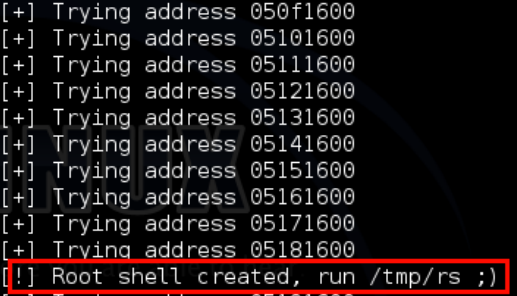 [+] Trying address 050f1600
[+] Trying address 05101600
[+] Trying address 05111600
[+] Trying address 05121600
[+] Trying address 05131600
[+] Trying address 05141600
[+] Trying address 05151600
[+] Trying address 05161600
[+] Trying address 05171600
[+] Trying address 05181600
[!] Root shell created, run /tmp/rs ;)